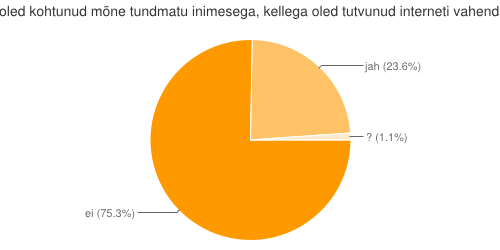 oled kohtunud mõne tundmatu inimesega, kellega oled tutvunud interneti vahend
jah (23.6%)
? (1.1%)
ei (75.3%)